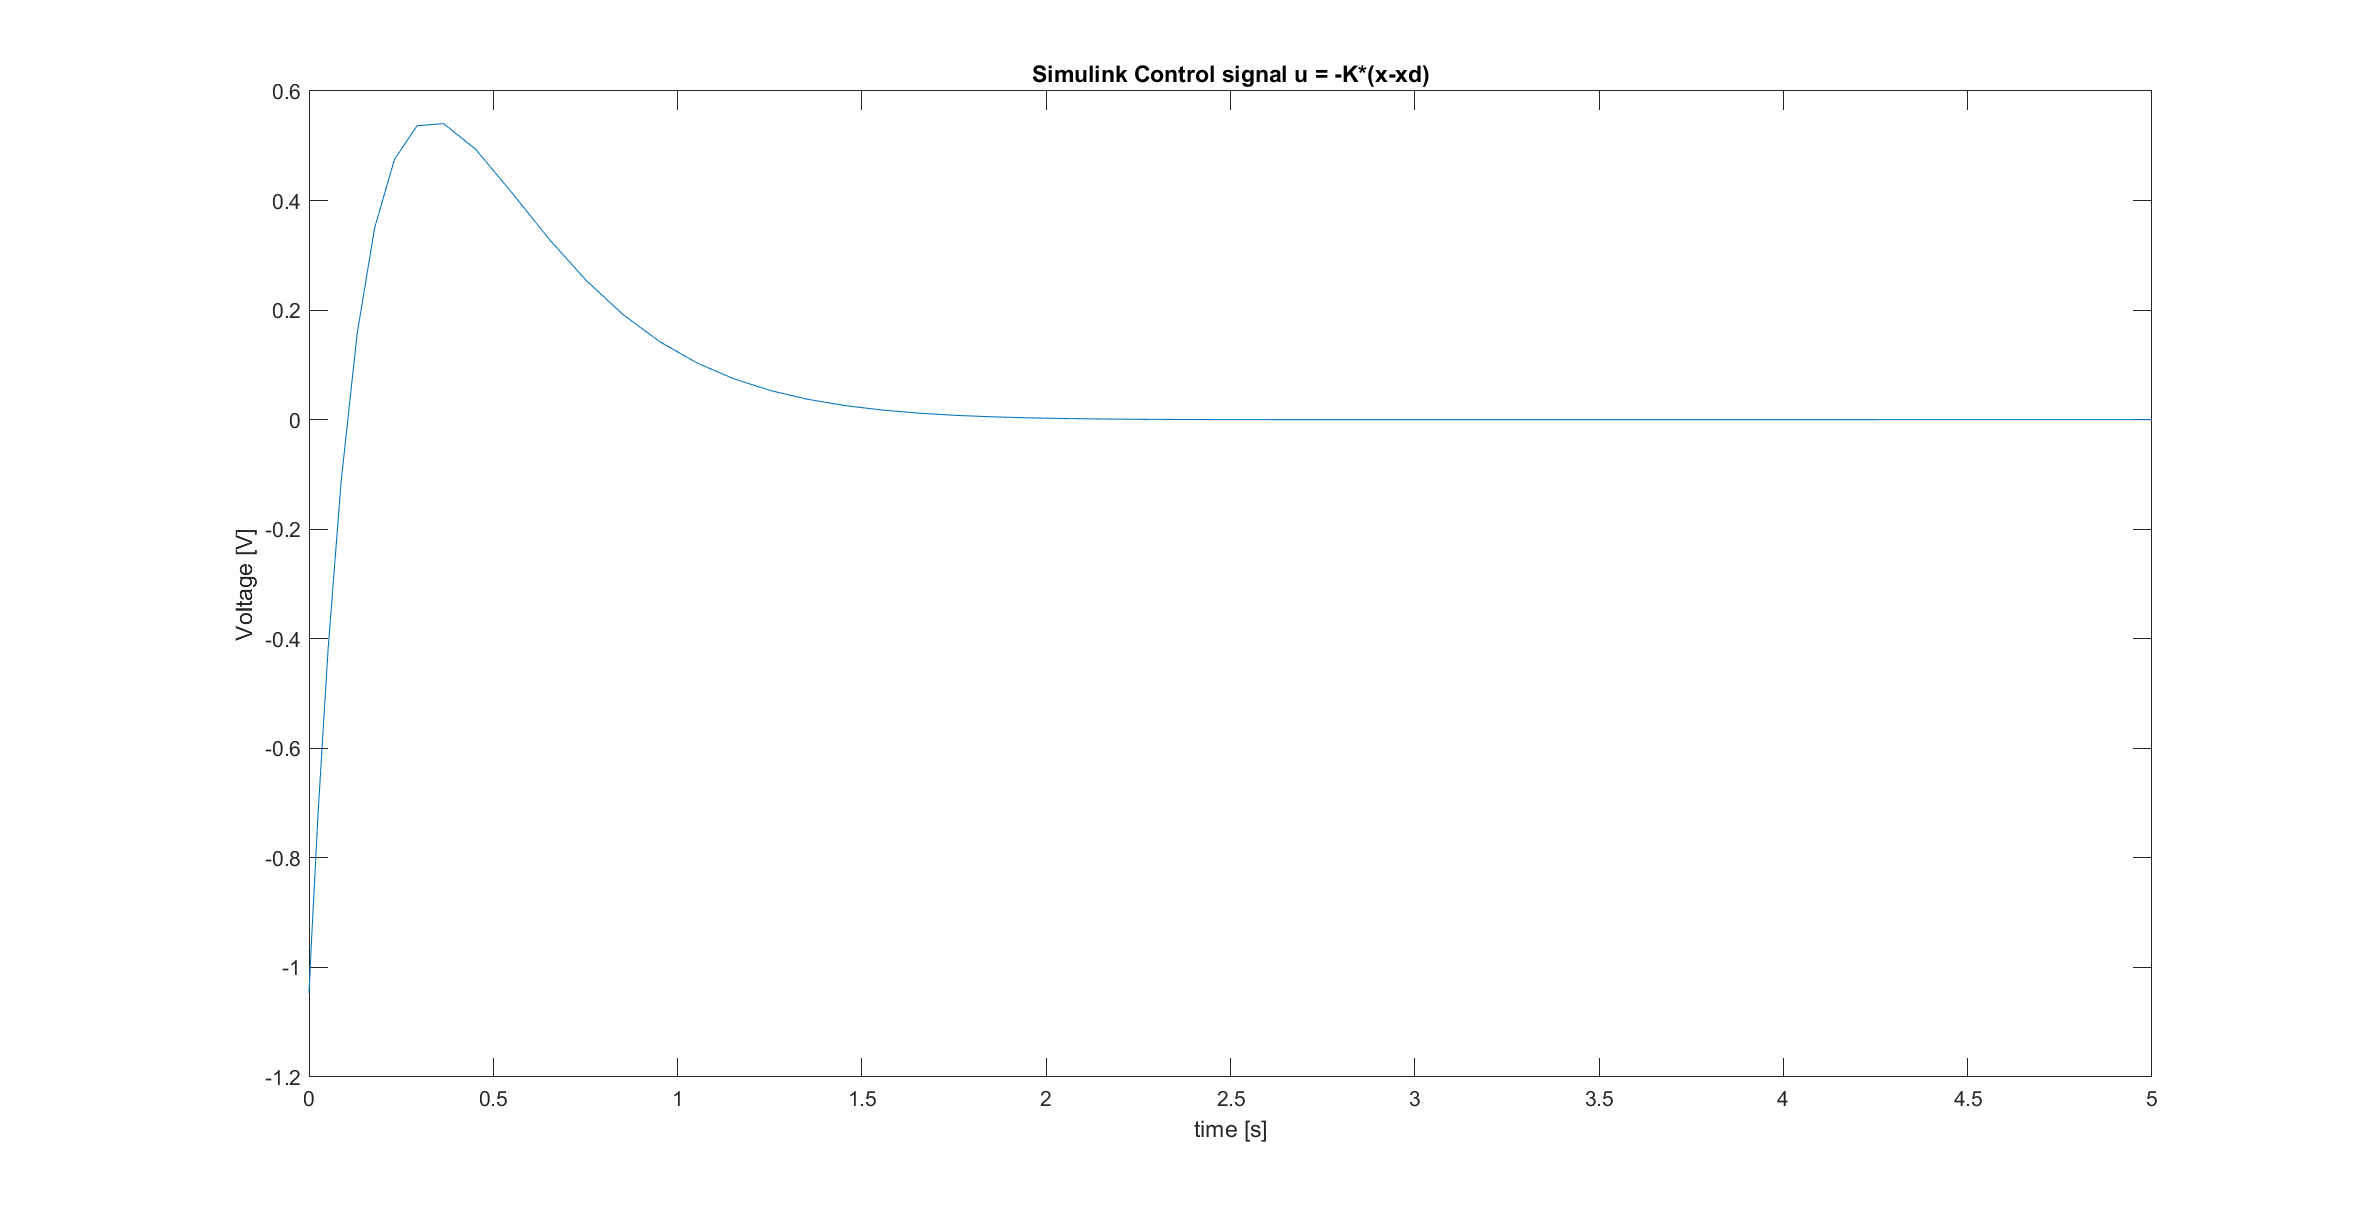 Simulink Control signal u = -K*(x-xd)
0.6
0.4
0.2
0
-0.2
-0.4
-0.6
-0.8
-1
-1.2
Voltage [V]
0 0.5 1 1.5 2 2.5 3 3.5 4 4.5 5
time [s]